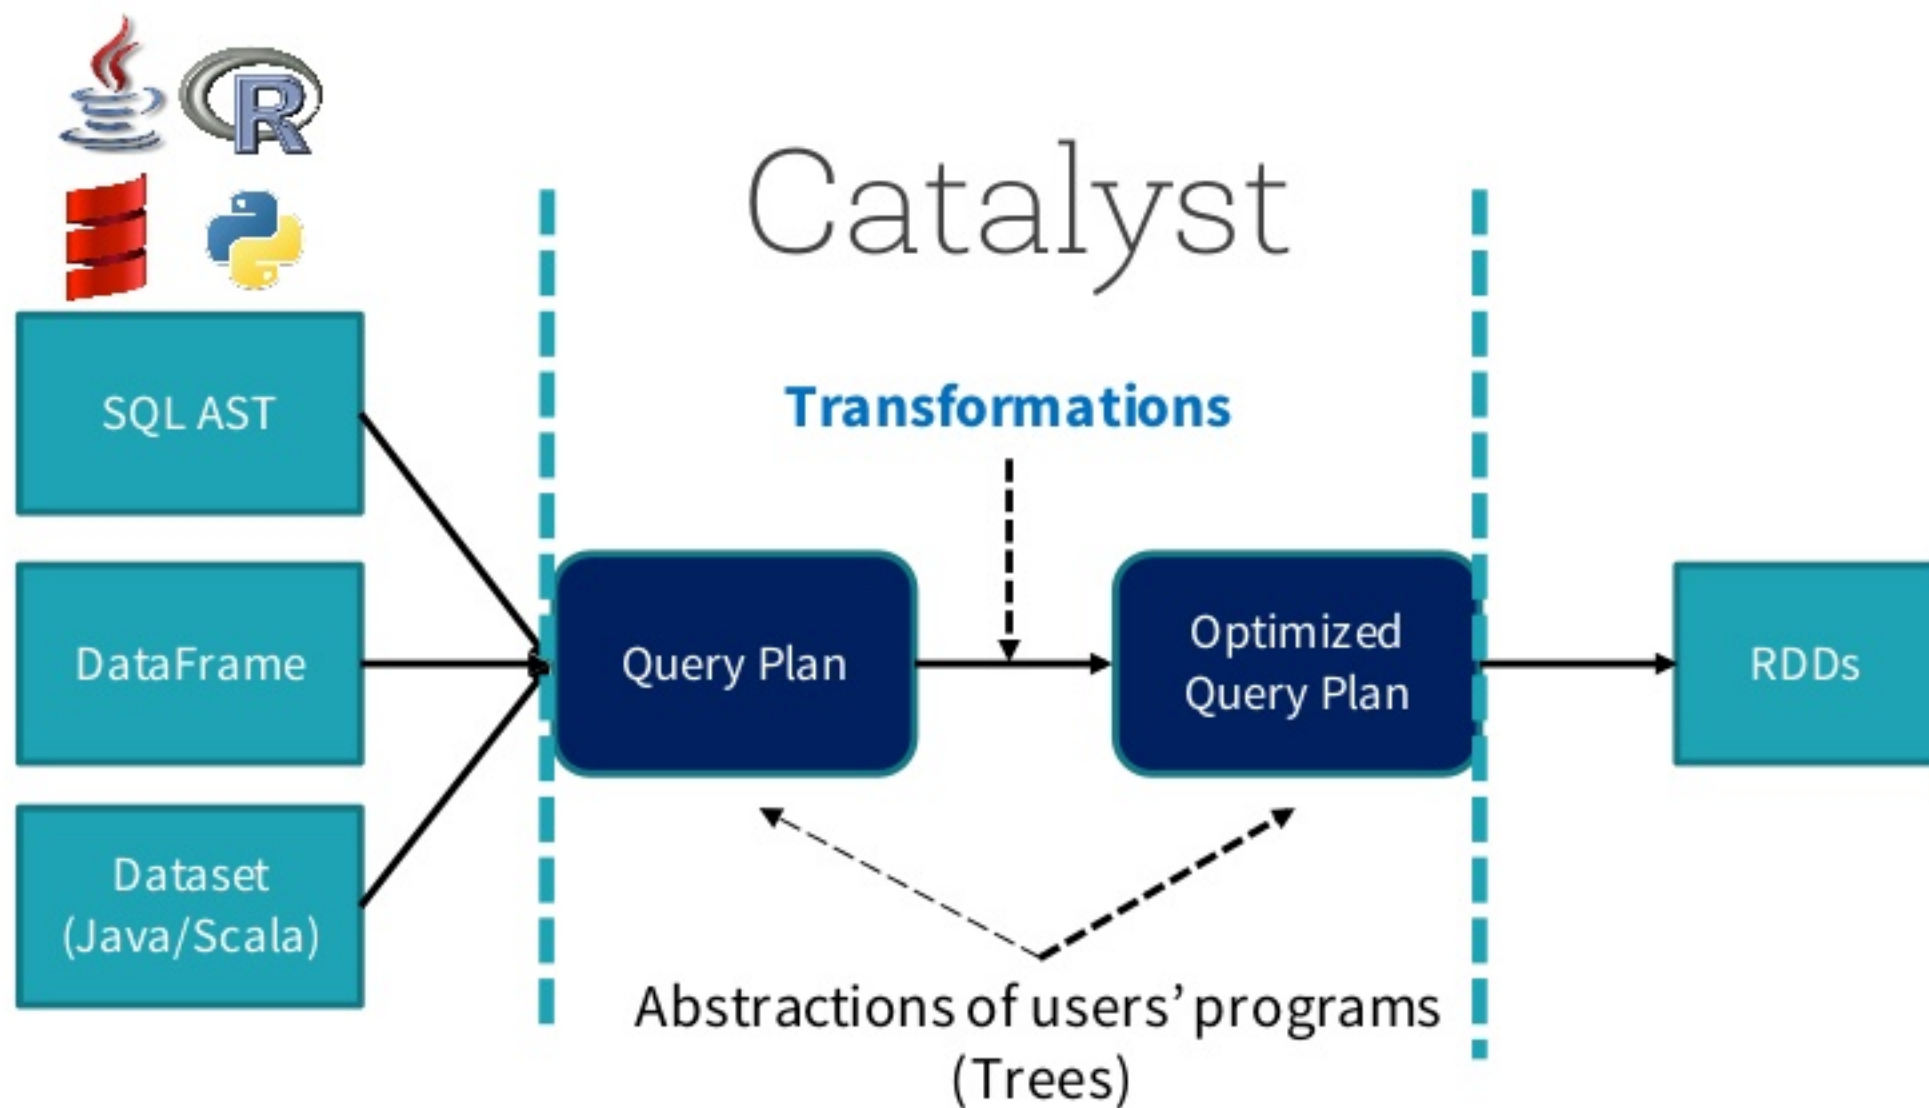 R
Catalyst
Transformations
SQL AST
DataFrame
Dataset
(Java/Scala)
Query Plan
Optimized
Query Plan
RDDs
Abstractions of users’ programs
(Trees)